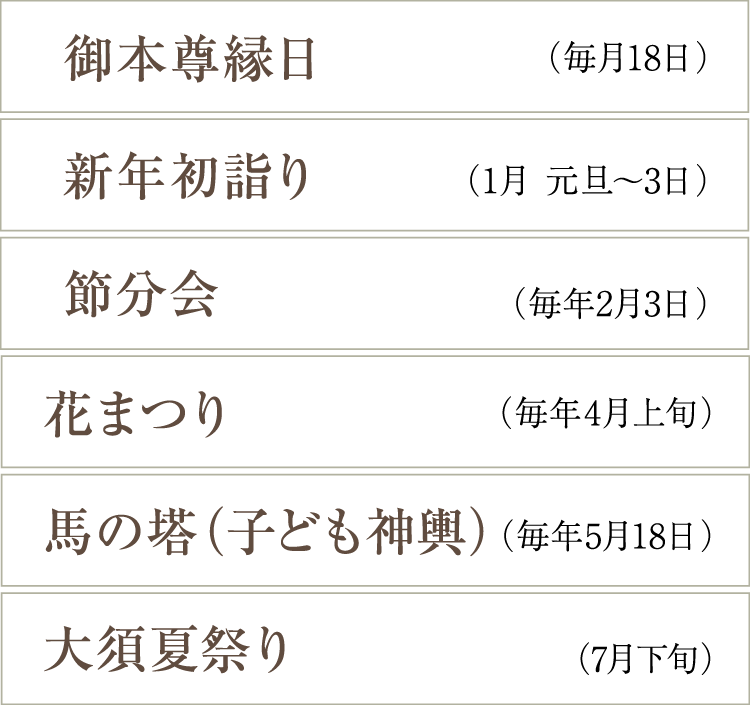 御本尊縁日 （毎月18日）
新年初詣り （1月 元旦～3日）
節分会 （毎年2月3日）
花まつり （毎年4月上旬）
馬の塔（子ども神輿）（毎年5月18日）
大須夏祭り （7月下旬）